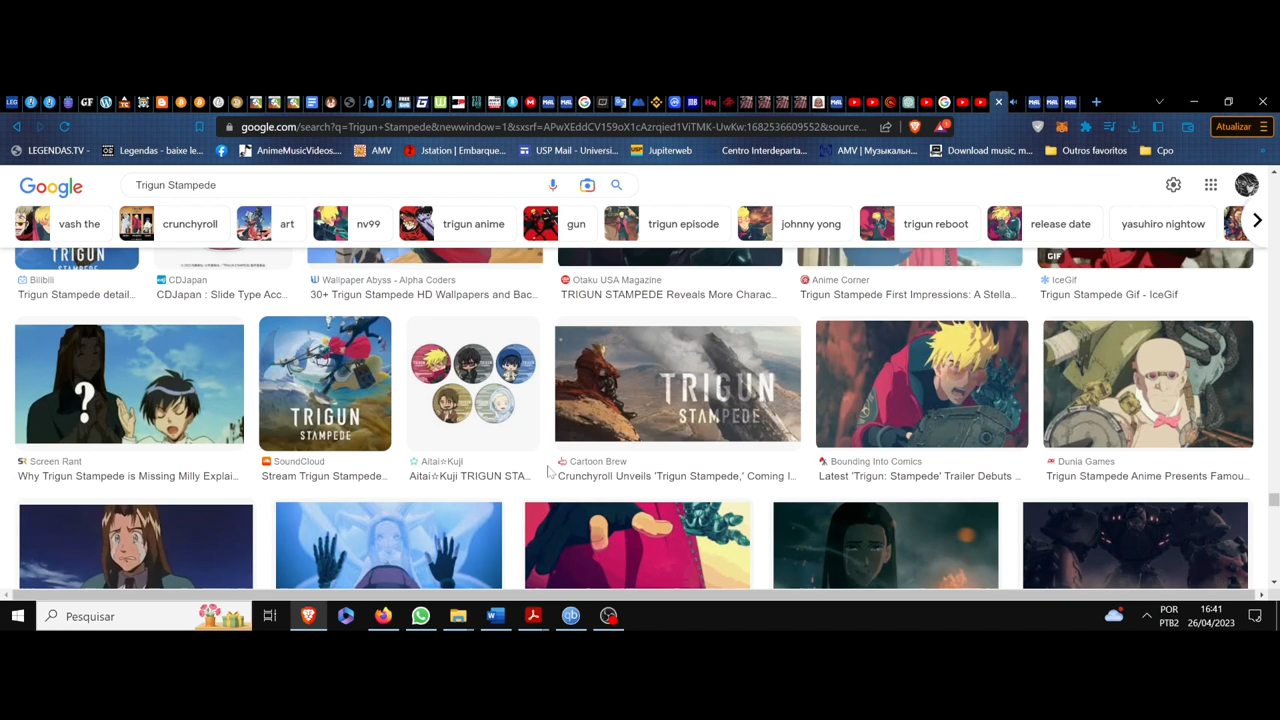 google.com/search?q=Trigun+Stampede&newwindow=1&sxsrf=APwXEddCV159oX1cAzrqied1ViTMK-UwKw:1682536609552&source...
Atualizar
LEGENDAS.TV -
Legendas - baixe le...
AnimeMusicVideos....
AMV
Jstation | Embarque...
USP Mail - Universi...
Jupiterweb
Centro Interdeparta...
AMV | Музыкальн...
Download music, m...
Outros favoritos
Cpo
Google
Trigun Stampede
vash the
crunchyroll
art
nv99
trigun anime
gun
trigun episode
johnny yong
trigun reboot
release date
yasuhiro nightow
STAMPEDE
GIF
Bilibili
CDJapan
Wallpaper Abyss - Alpha Coders
Otaku USA Magazine
Anime Corner
IceGif
Trigun Stampede detail...
CDJapan : Slide Type Acc...
30+ Trigun Stampede HD Wallpapers and Bac...
TRIGUN STAMPEDE Reveals More Charac...
Trigun Stampede First Impressions: A Stella...
Trigun Stampede Gif - IceGif
?
TRIGUN
STAMPEDE
TRIGUN
STAMPEDE
Screen Rant
SoundCloud
Aitai☆Kuji
Cartoon Brew
Bounding Into Comics
Dunia Games
Why Trigun Stampede is Missing Milly Explai...
Stream Trigun Stampede...
Aitai☆Kuji TRIGUN STA...
Crunchyroll Unveils 'Trigun Stampede,' Coming I...
Latest 'Trigun: Stampede' Trailer Debuts ...
Trigun Stampede Anime Presents Famou...
Pesquisar
POR
PTB2
16:41
26/04/2023